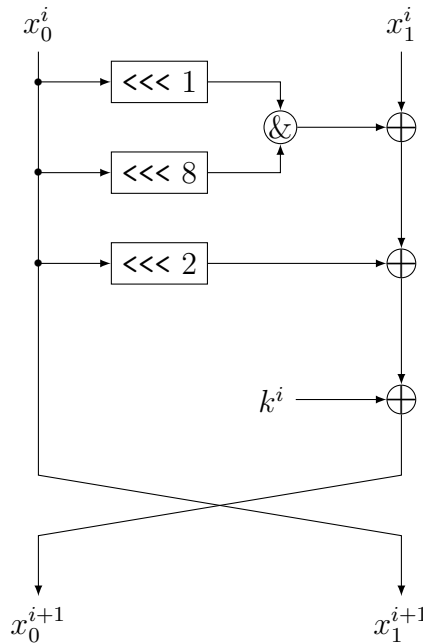 x_0^i x_1^i
<<< 1
&
<<< 8
<<< 2
k^i
x_0^{i+1} x_1^{i+1}